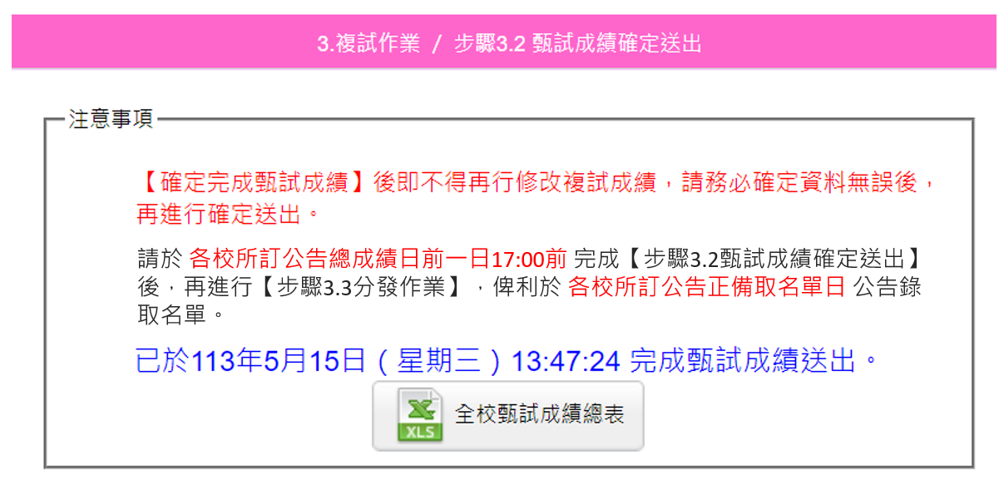 3.複試作業 / 步驟3.2 甄試成績確定送出
注意事項
【確定完成甄試成績】後即不得再行修改複試成績，請務必確定資料無誤後，
再進行確定送出。
請於 各校所訂公告總成績日前一日17:00前 完成【步驟3.2甄試成績確定送出】
後，再進行【步驟3.3分發作業】，俾利於 各校所訂公告正備取名單日 公告錄
取名單。
已於113年5月15日（星期三）13:47:24 完成甄試成績送出。
XLS 全校甄試成績總表